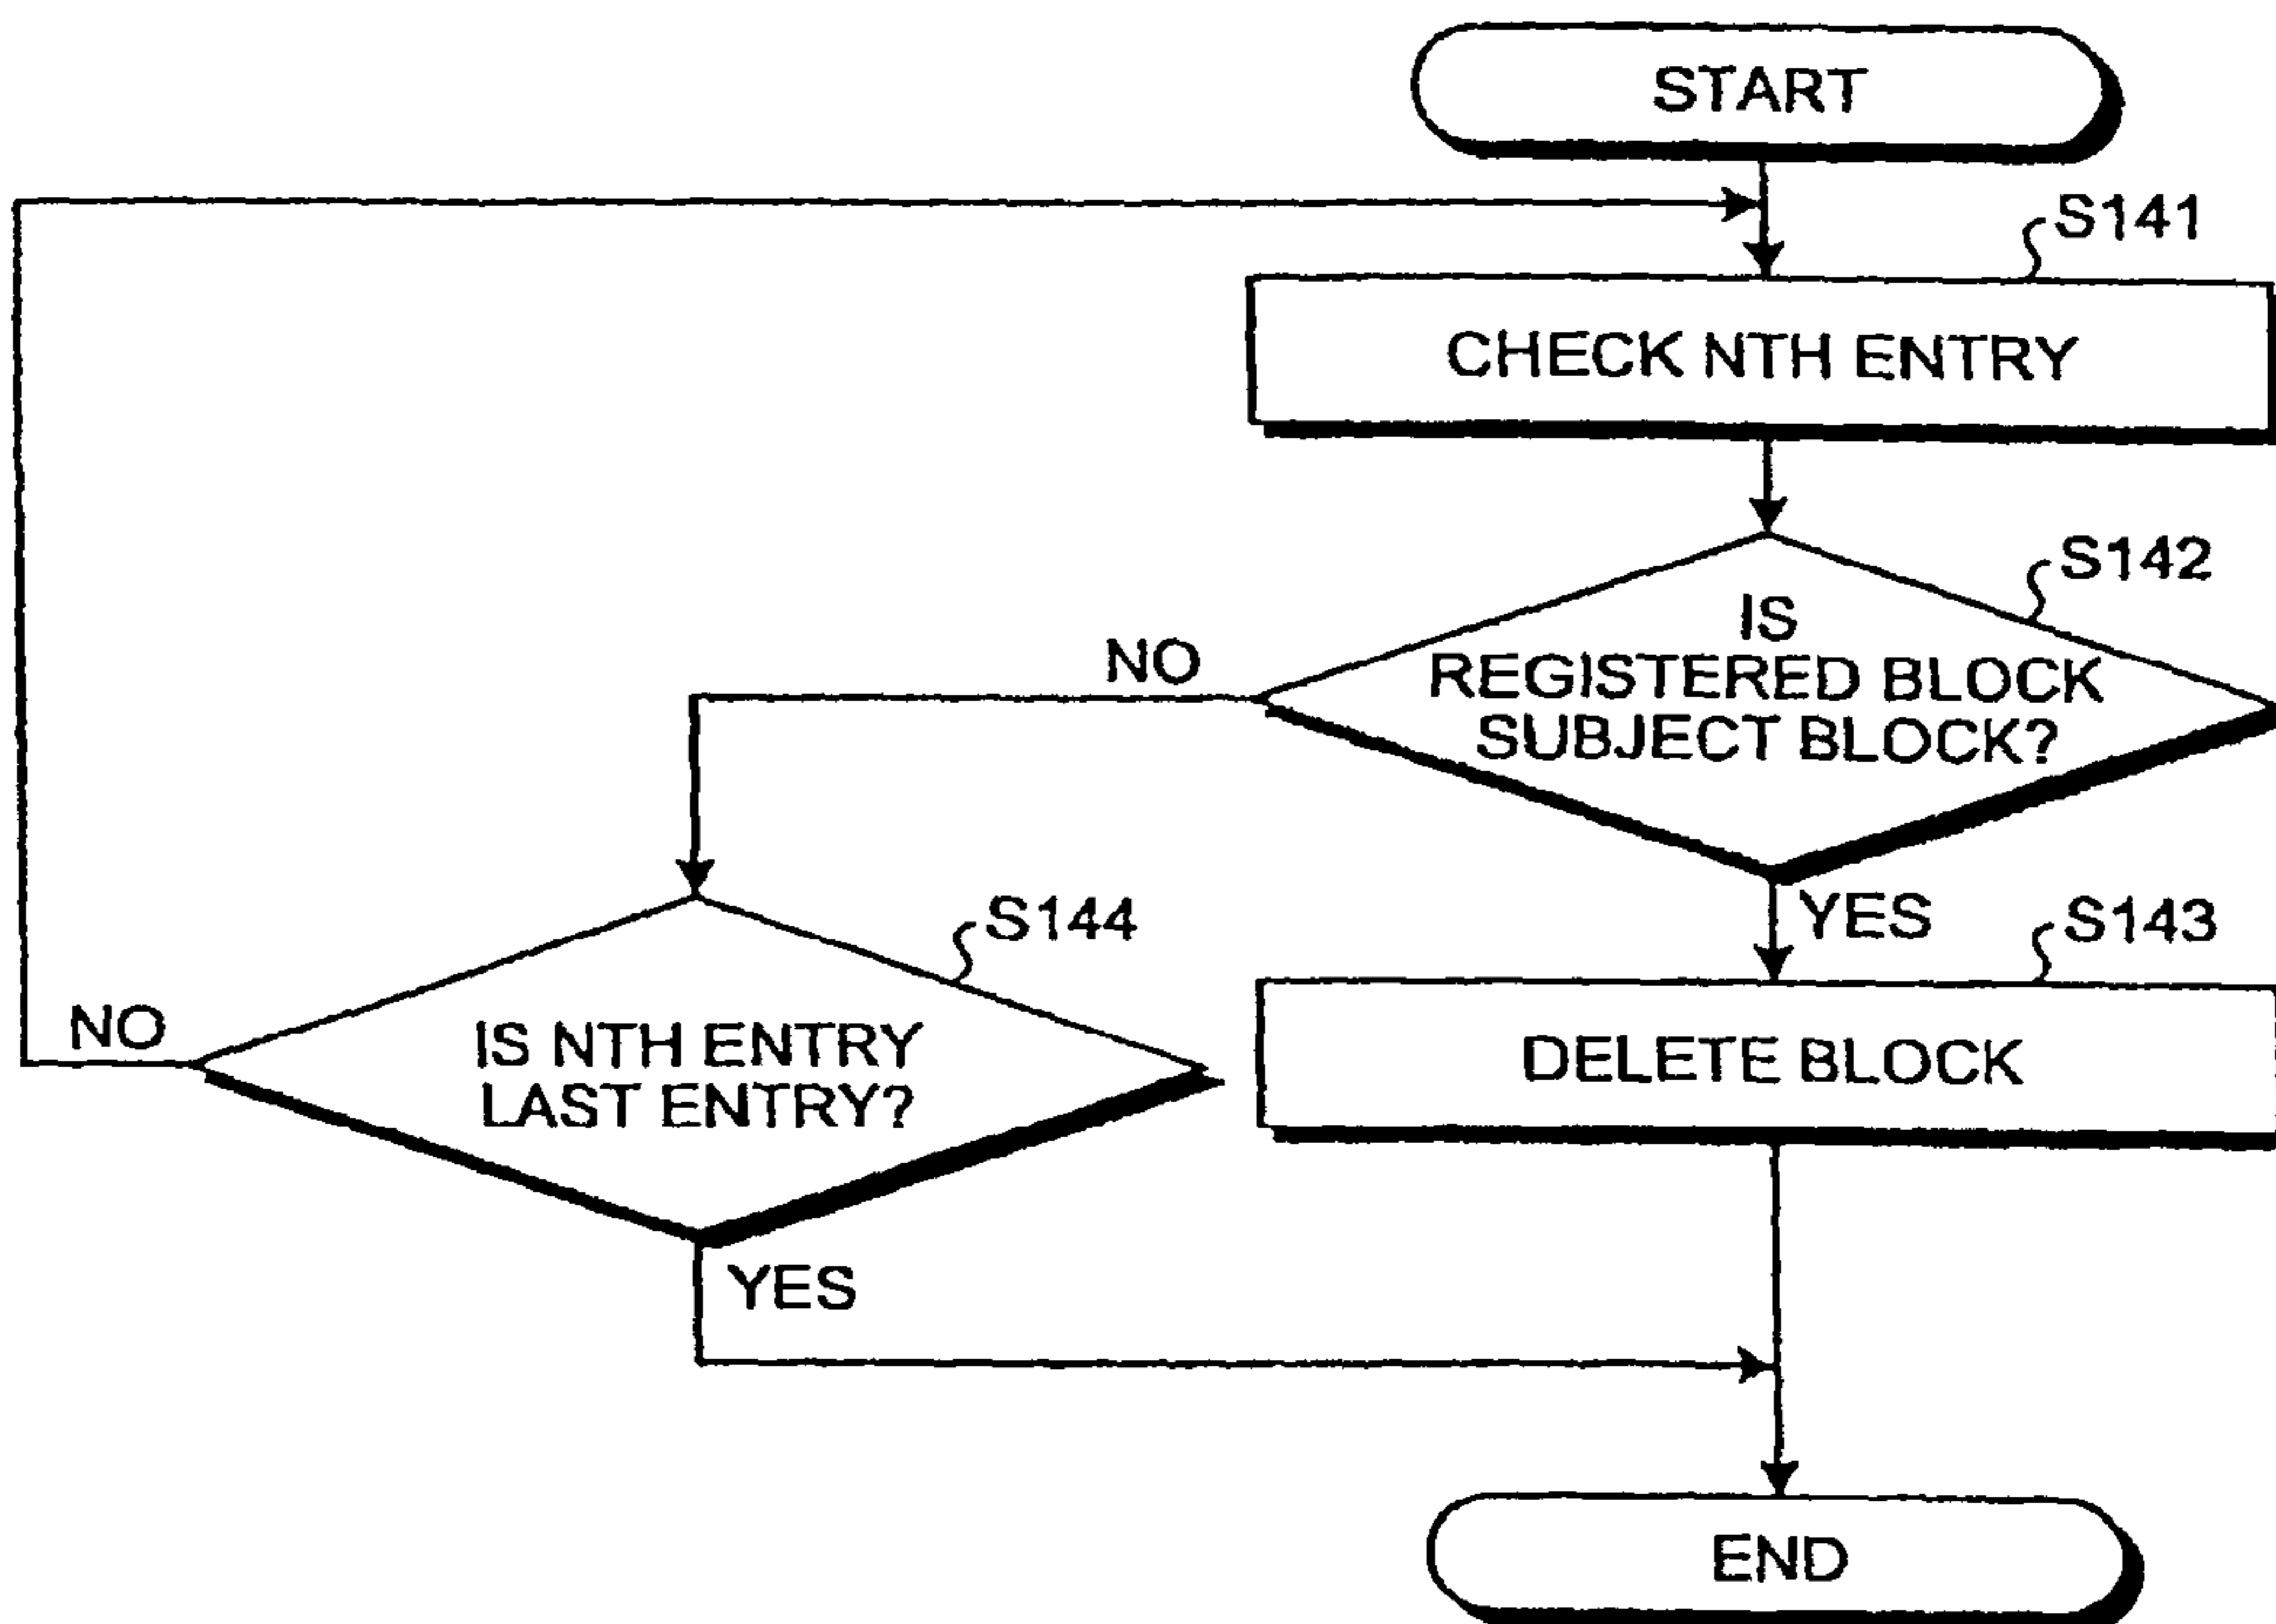 START
S141
CHECK NTH ENTRY
S142
IS
REGISTERED BLOCK
SUBJECT BLOCK?
NO
YES
S143
DELETE BLOCK
S144
IS NTH ENTRY
LAST ENTRY?
NO
YES
END